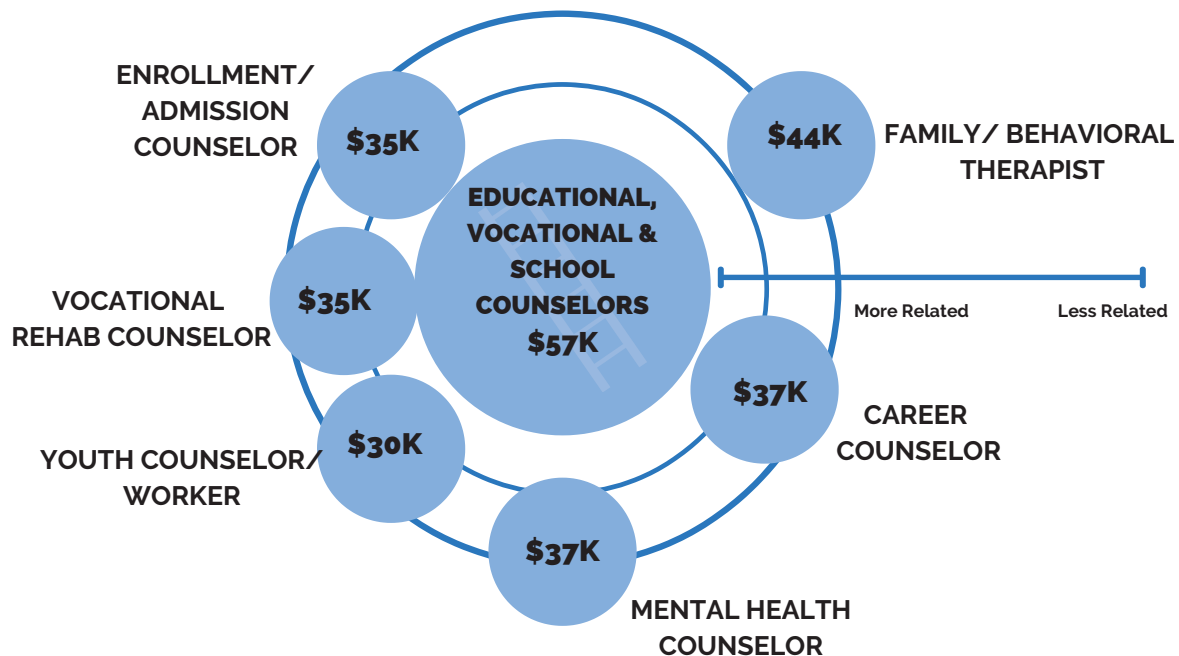 ENROLLMENT/
ADMISSION
COUNSELOR
$35K
$44K
FAMILY/ BEHAVIORAL
THERAPIST
EDUCATIONAL,
VOCATIONAL &
SCHOOL
COUNSELORS
$57K
VOCATIONAL
REHAB COUNSELOR
$35K
More Related
Less Related
YOUTH COUNSELOR/
WORKER
$30K
$37K
CAREER
COUNSELOR
$37K
MENTAL HEALTH
COUNSELOR